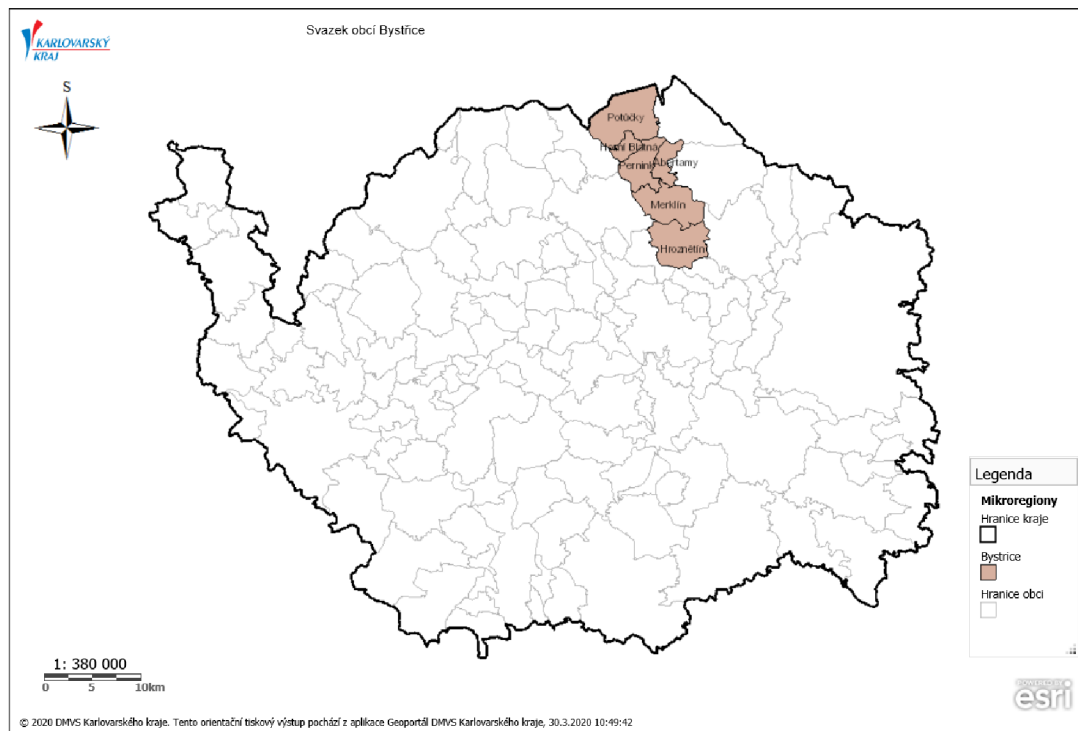 KARLOVARSKÝ
KRAJ
Svazek obcí Bystřice
S
Potůčky
Horní Blatná
Pernink
Abertamy
Merklín
Hroznětín
Legenda
Mikroregiony
Hranice kraje
Bystrice
Hranice obcí
1: 380 000
0 5 10km
POWERED BY
esri
© 2020 DMVS Karlovarského kraje. Tento orientační tiskový výstup pochází z aplikace Geoportál DMVS Karlovarského kraje, 30.3.2020 10:49:42